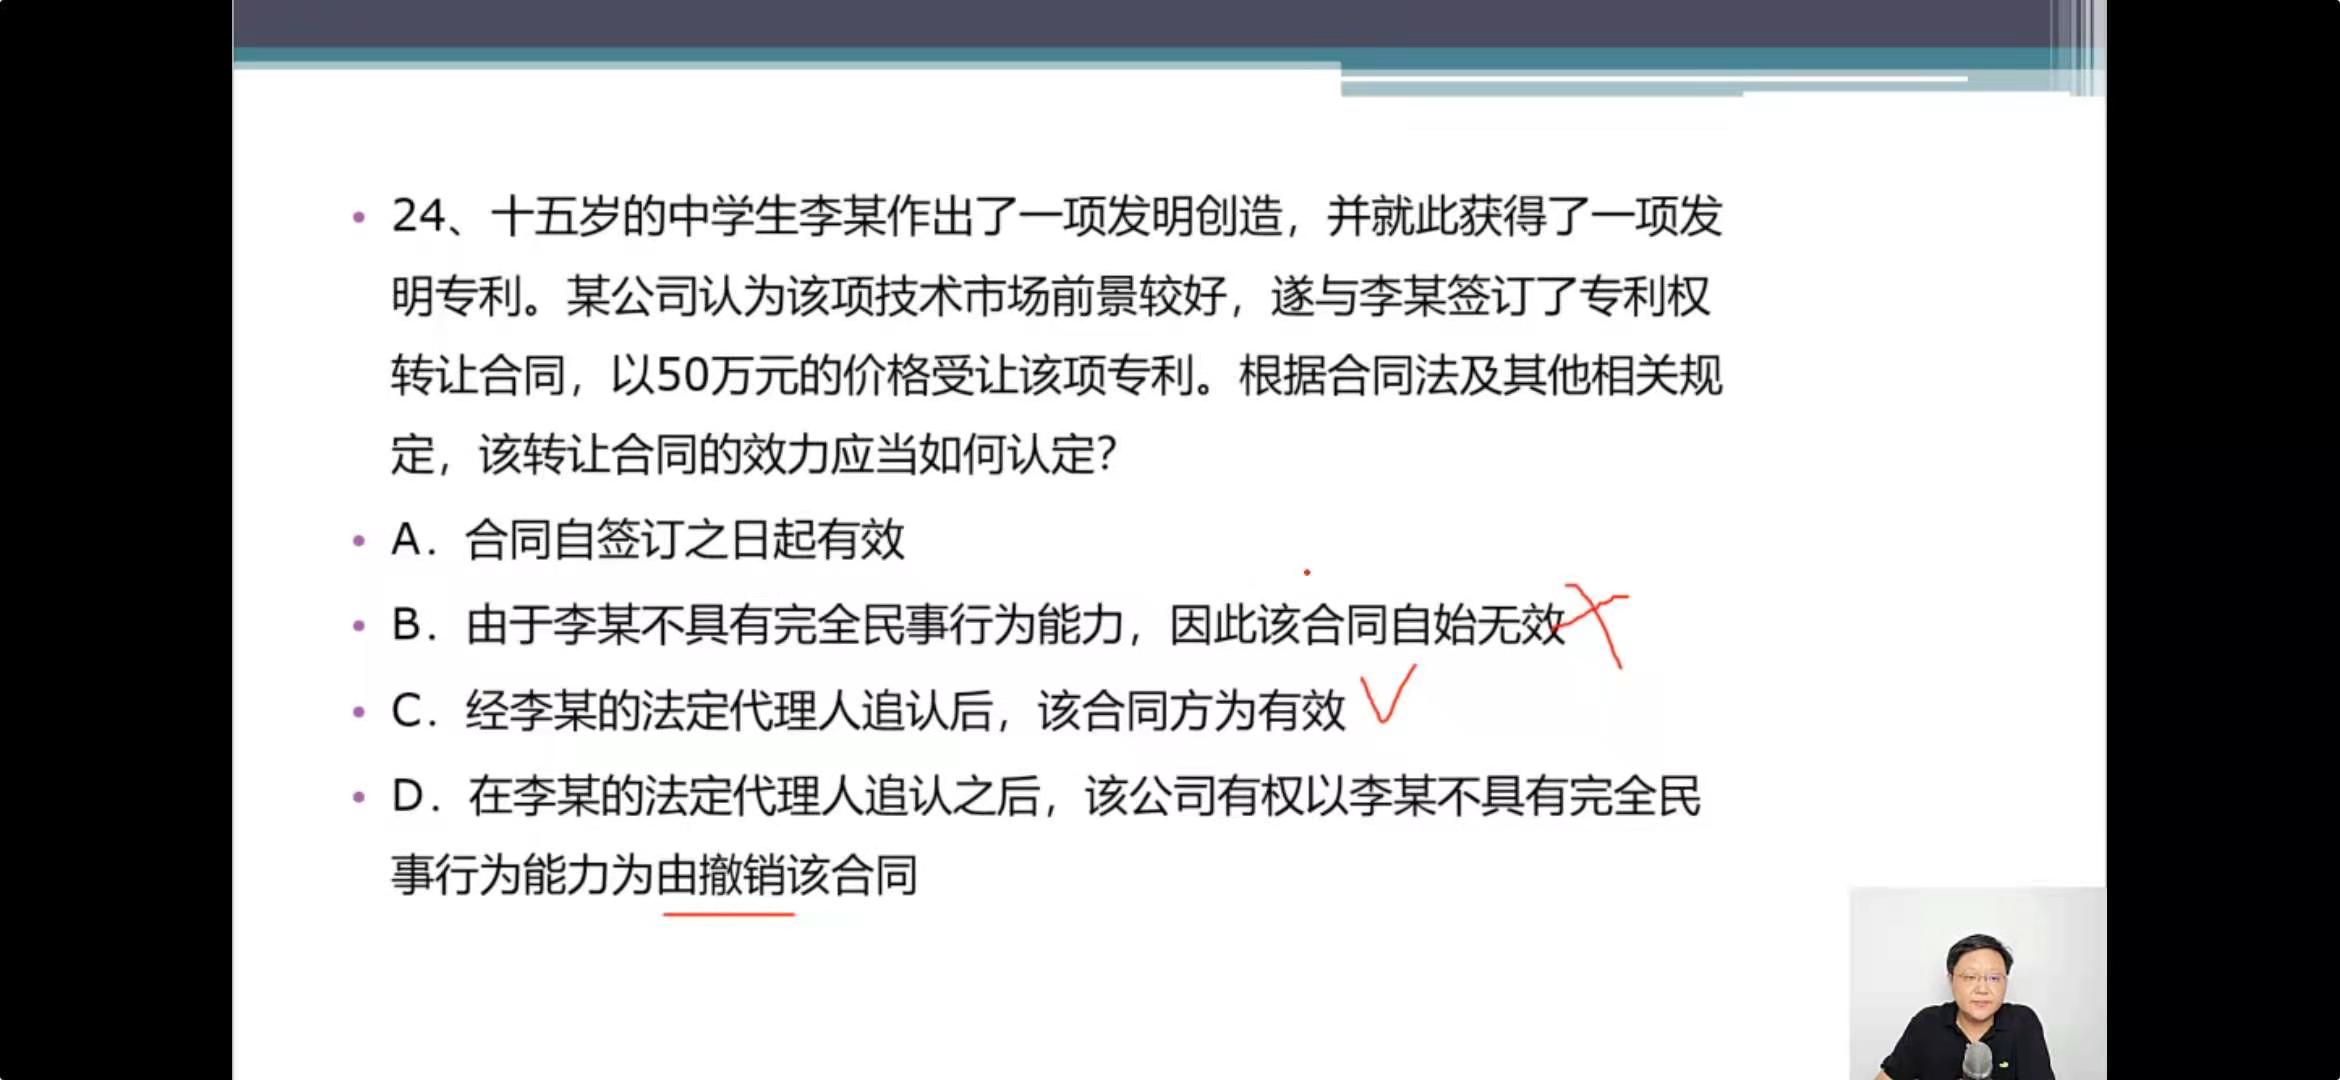 24、十五岁的中学生李某作出了一项发明创造，并就此获得了一项发
明专利。某公司认为该项技术市场前景较好，遂与李某签订了专利权
转让合同，以50万元的价格受让该项专利。根据合同法及其他相关规
定，该转让合同的效力应当如何认定？
A．合同自签订之日起有效
B．由于李某不具有完全民事行为能力，因此该合同自始无效
C．经李某的法定代理人追认后，该合同方为有效
D．在李某的法定代理人追认之后，该公司有权以李某不具有完全民
事行为能力为由撤销该合同